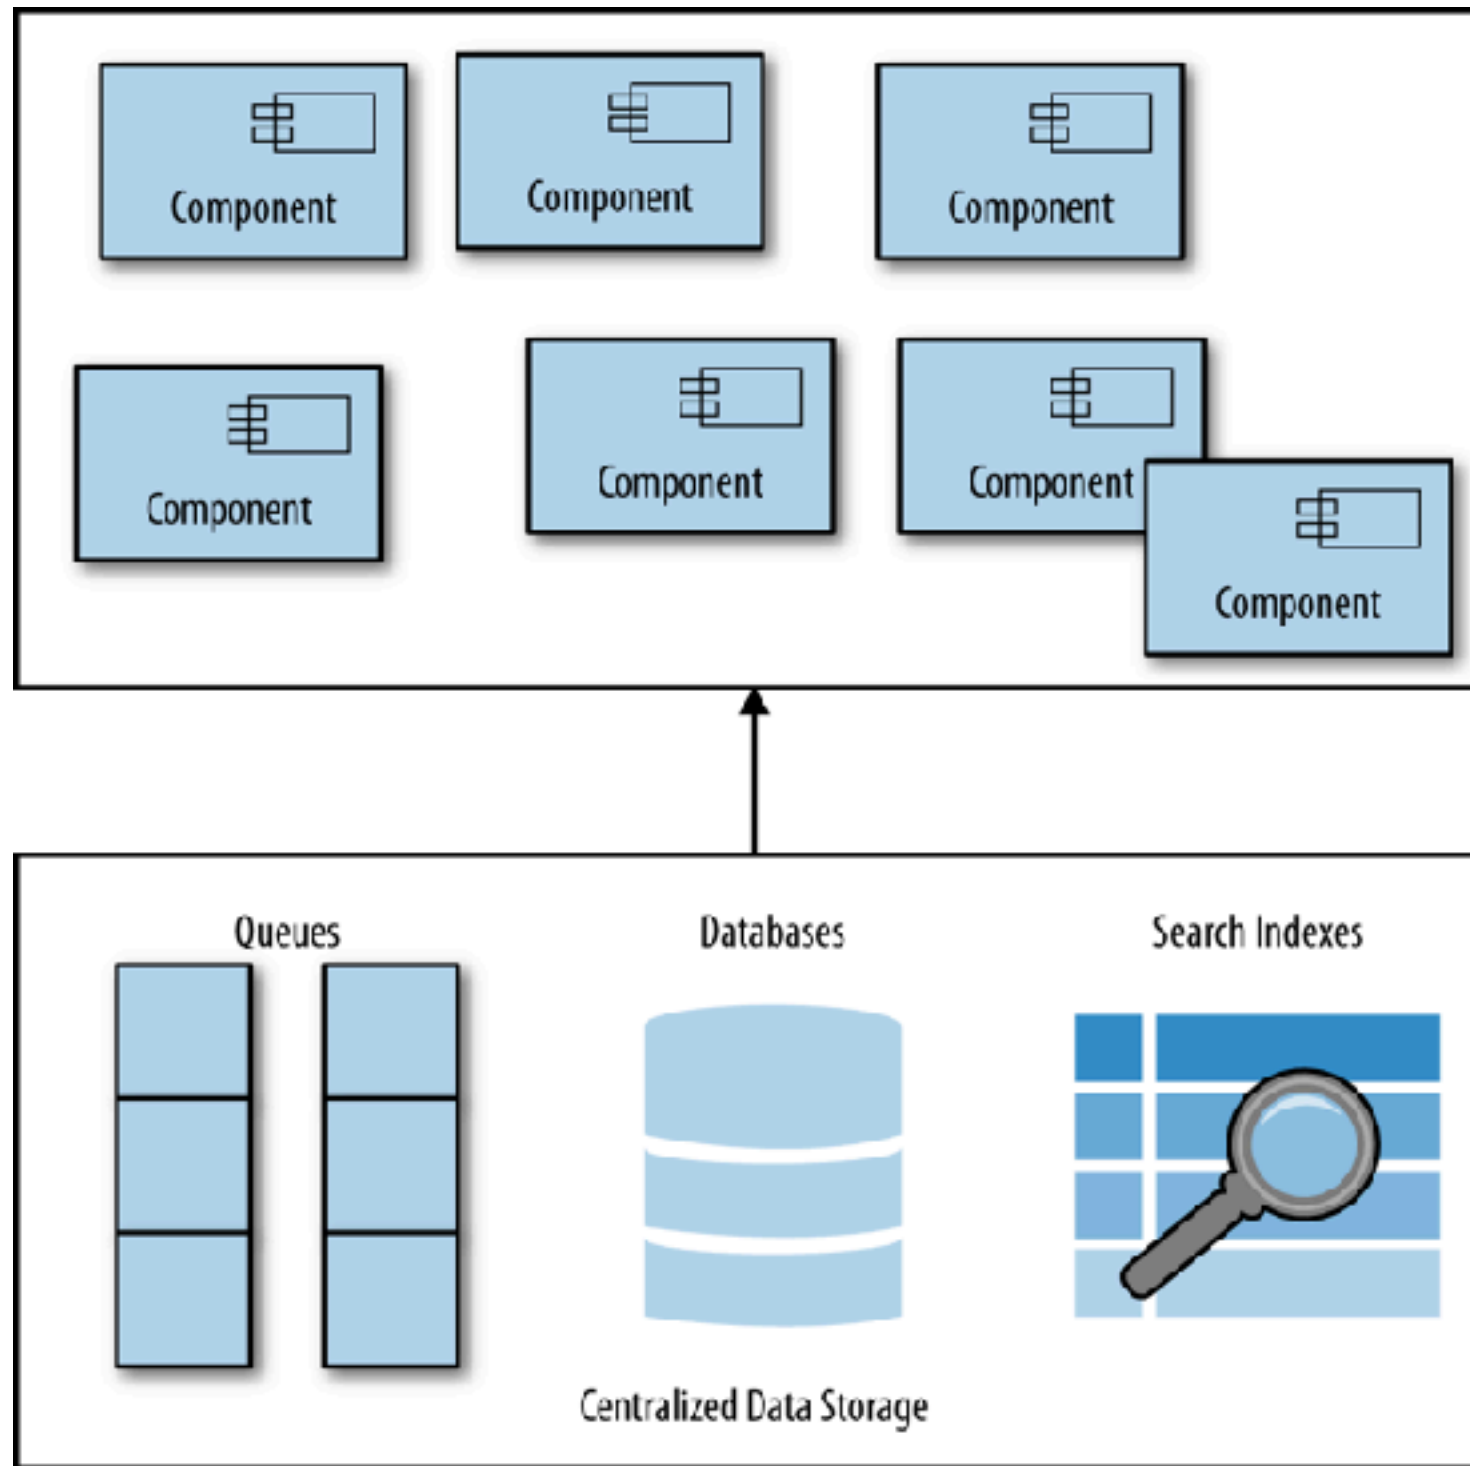 Component
Component
Component
Component
Component
Component
Component
Queues
Databases
Search Indexes
Centralized Data Storage